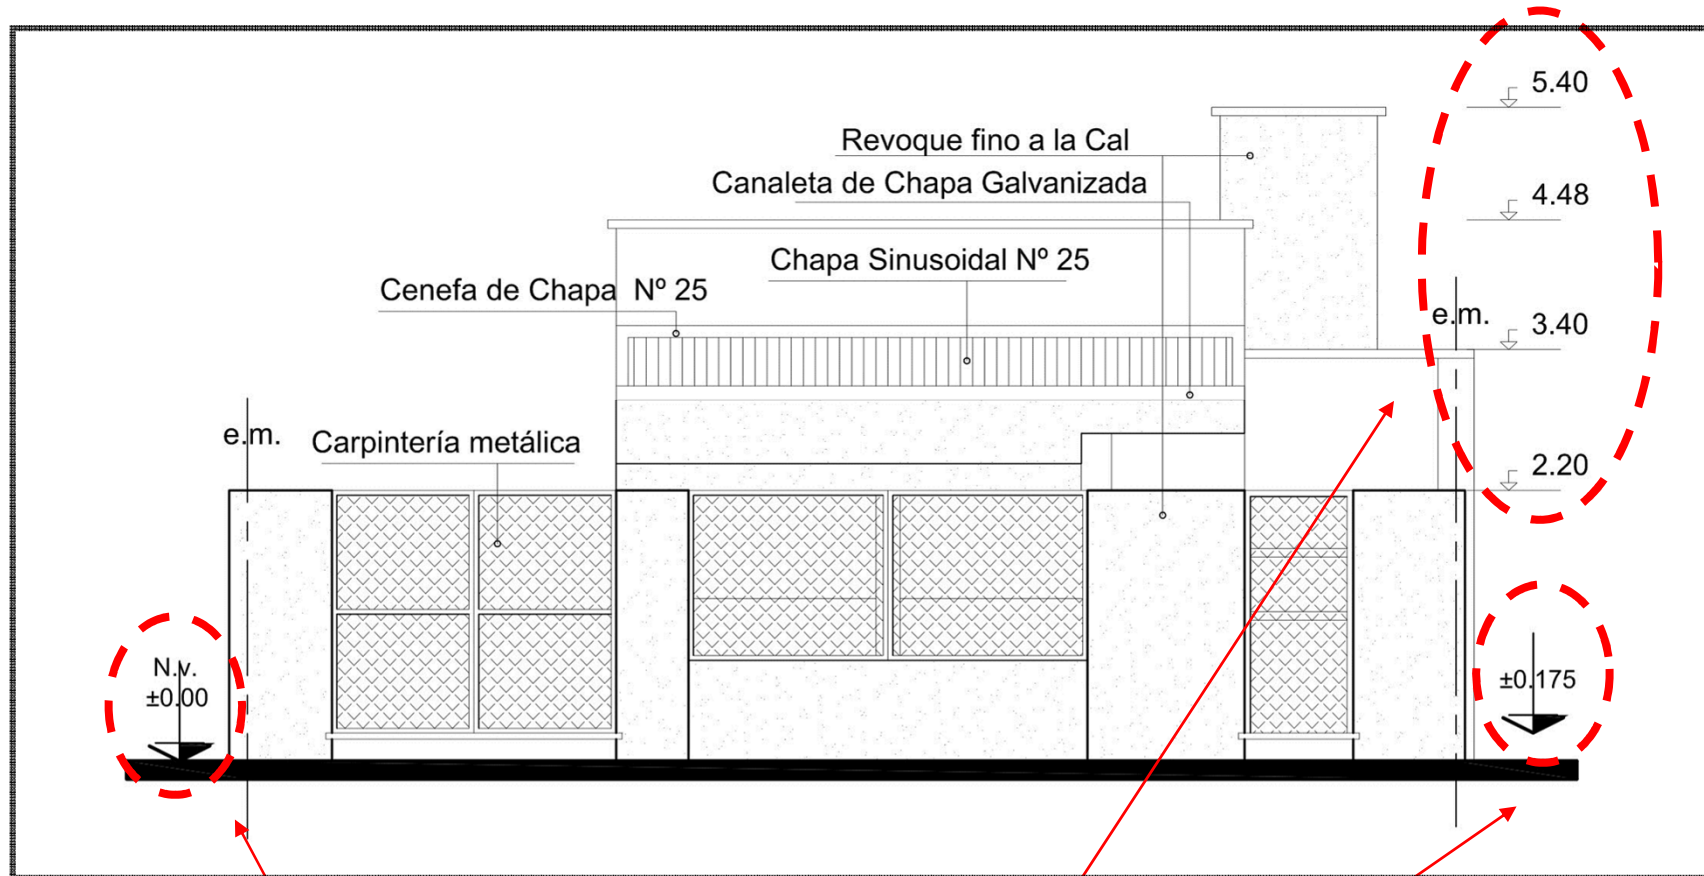 5.40
Revoque fino a la Cal
Canaleta de Chapa Galvanizada
4.48
Chapa Sinusoidal Nº 25
Cenefa de Chapa Nº 25
e.m.
3.40
e.m.
Carpintería metálica
2.20
N.v.
±0.00
±0.175